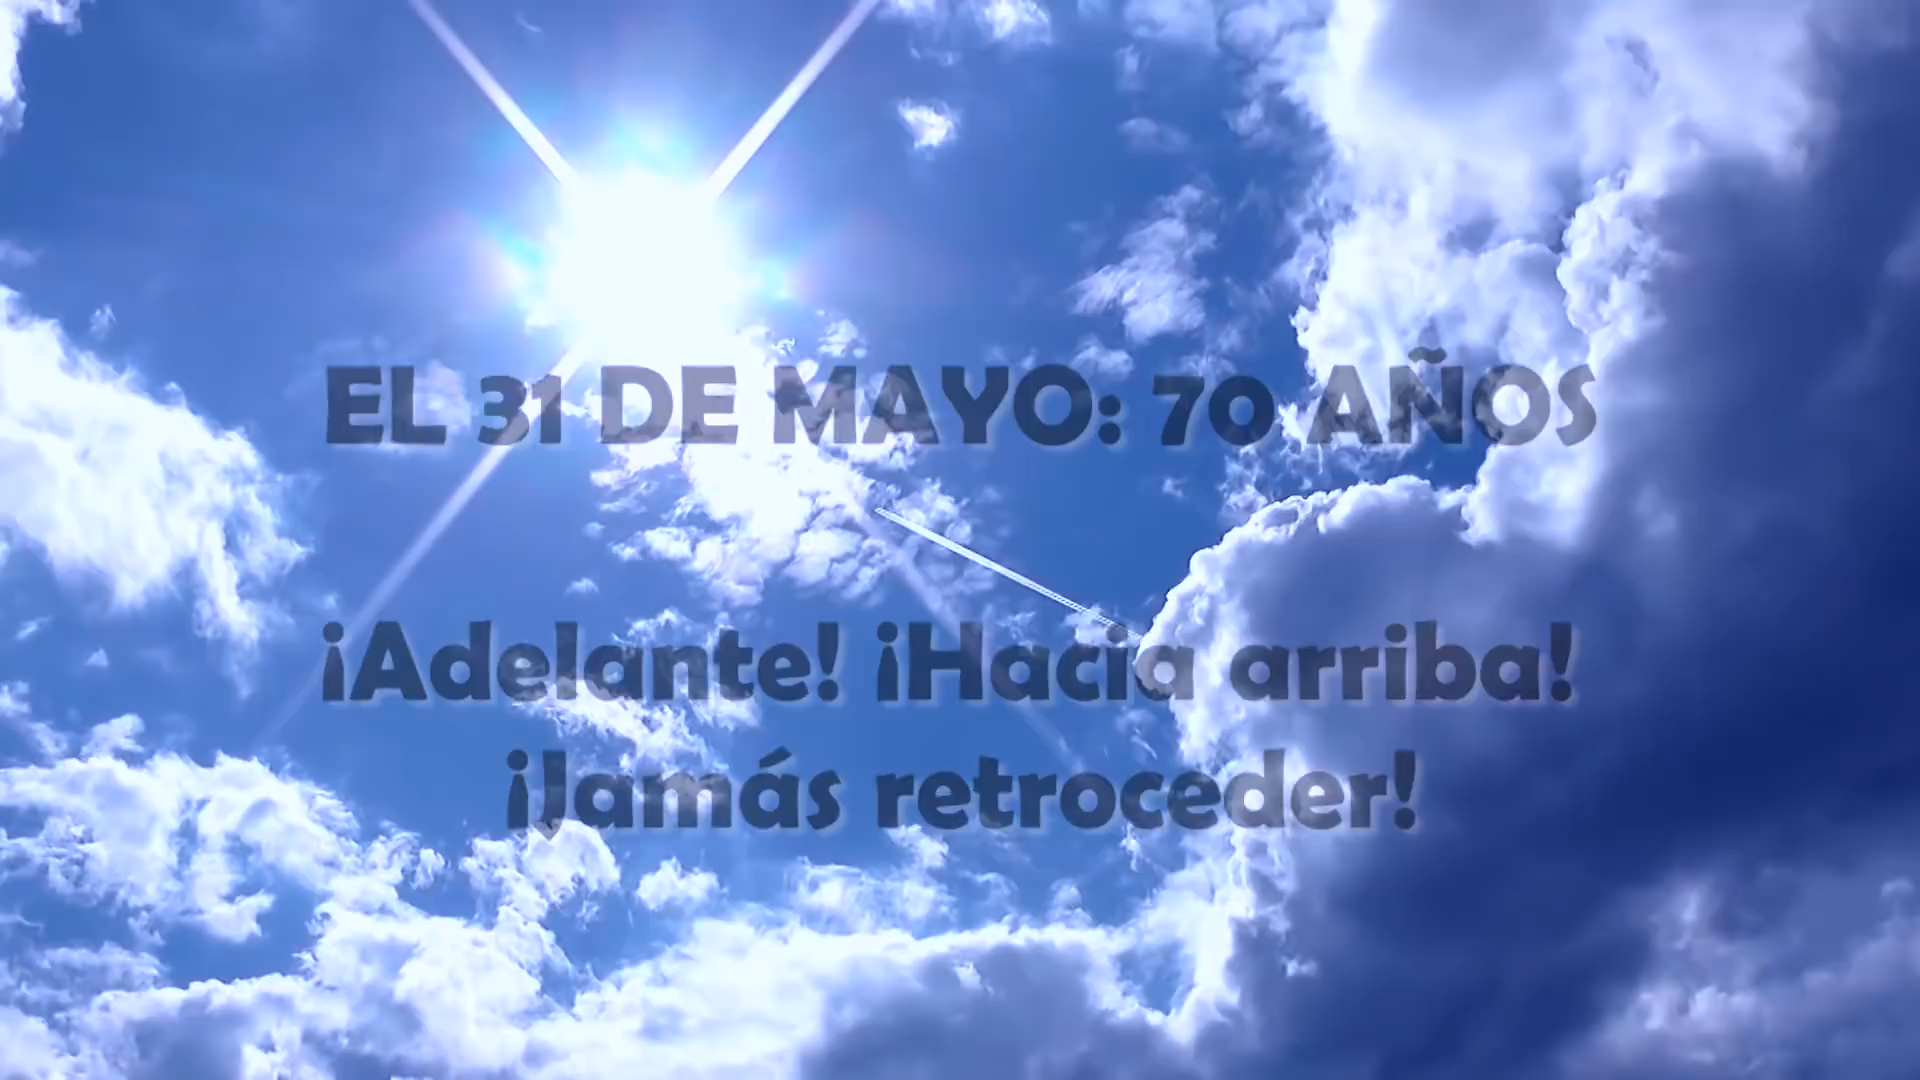 EL 31 DE MAYO: 70 AÑOS
¡Adelante! ¡Hacia arriba!
¡Jamás retroceder!